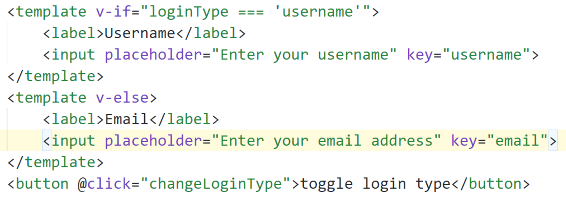 <template v-if="loginType === 'username'">
    <label>Username</label>
    <input placeholder="Enter your username" key="username">
</template>
<template v-else>
    <label>Email</label>
    <input placeholder="Enter your email address" key="email">
</template>
<button @click="changeLoginType">toggle login type</button>